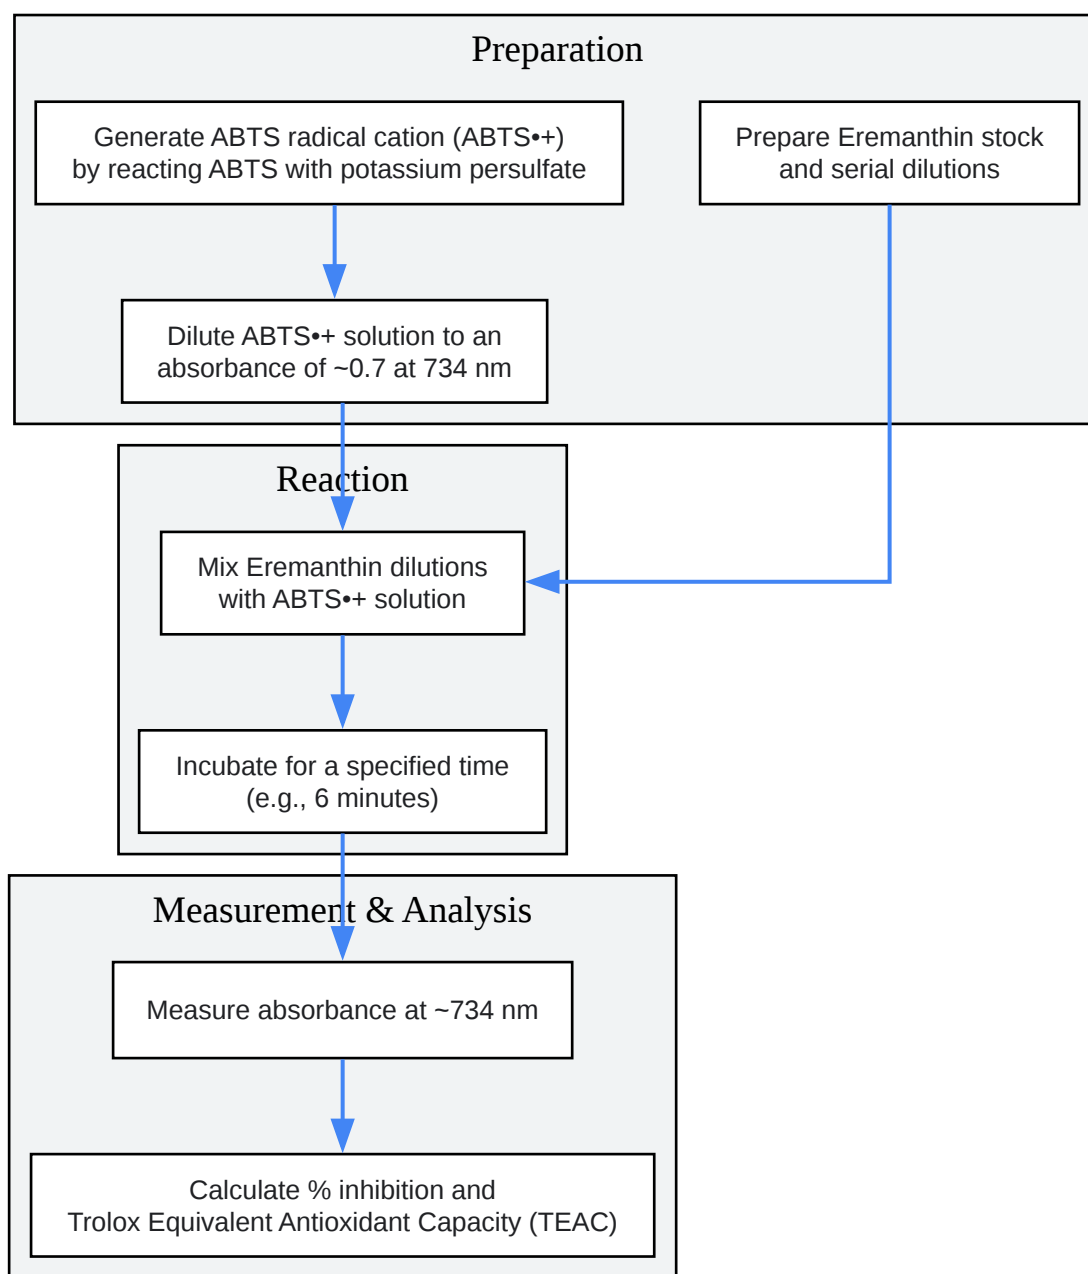 Preparation
Generate ABTS radical cation (ABTS•+)
by reacting ABTS with potassium persulfate
Prepare Eremanthin stock
and serial dilutions
Dilute ABTS•+ solution to an
absorbance of ~0.7 at 734 nm
Reaction
Mix Eremanthin dilutions
with ABTS•+ solution
Incubate for a specified time
(e.g., 6 minutes)
Measurement & Analysis
Measure absorbance at ~734 nm
Calculate % inhibition and
Trolox Equivalent Antioxidant Capacity (TEAC)